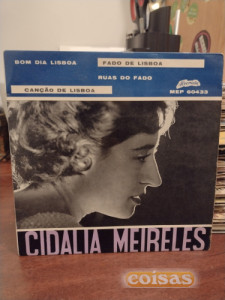 BOM DIA LISBOA
FADO DE LISBOA
RUAS DO FADO
CANÇÃO DE LISBOA
MEP 60433
CIDALIA MEIRELES
coisas